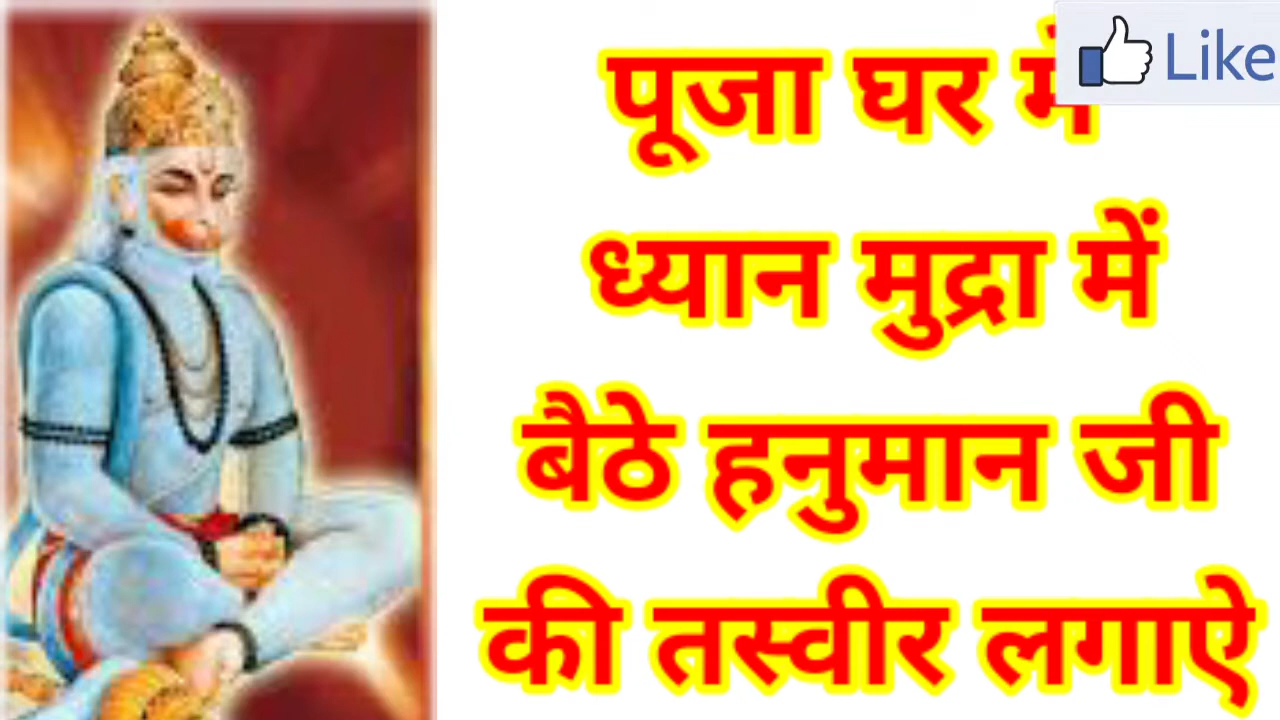 पूजा घर में
Like
ध्यान मुद्रा में
बैठे हनुमान जी
की तस्वीर लगाऐ